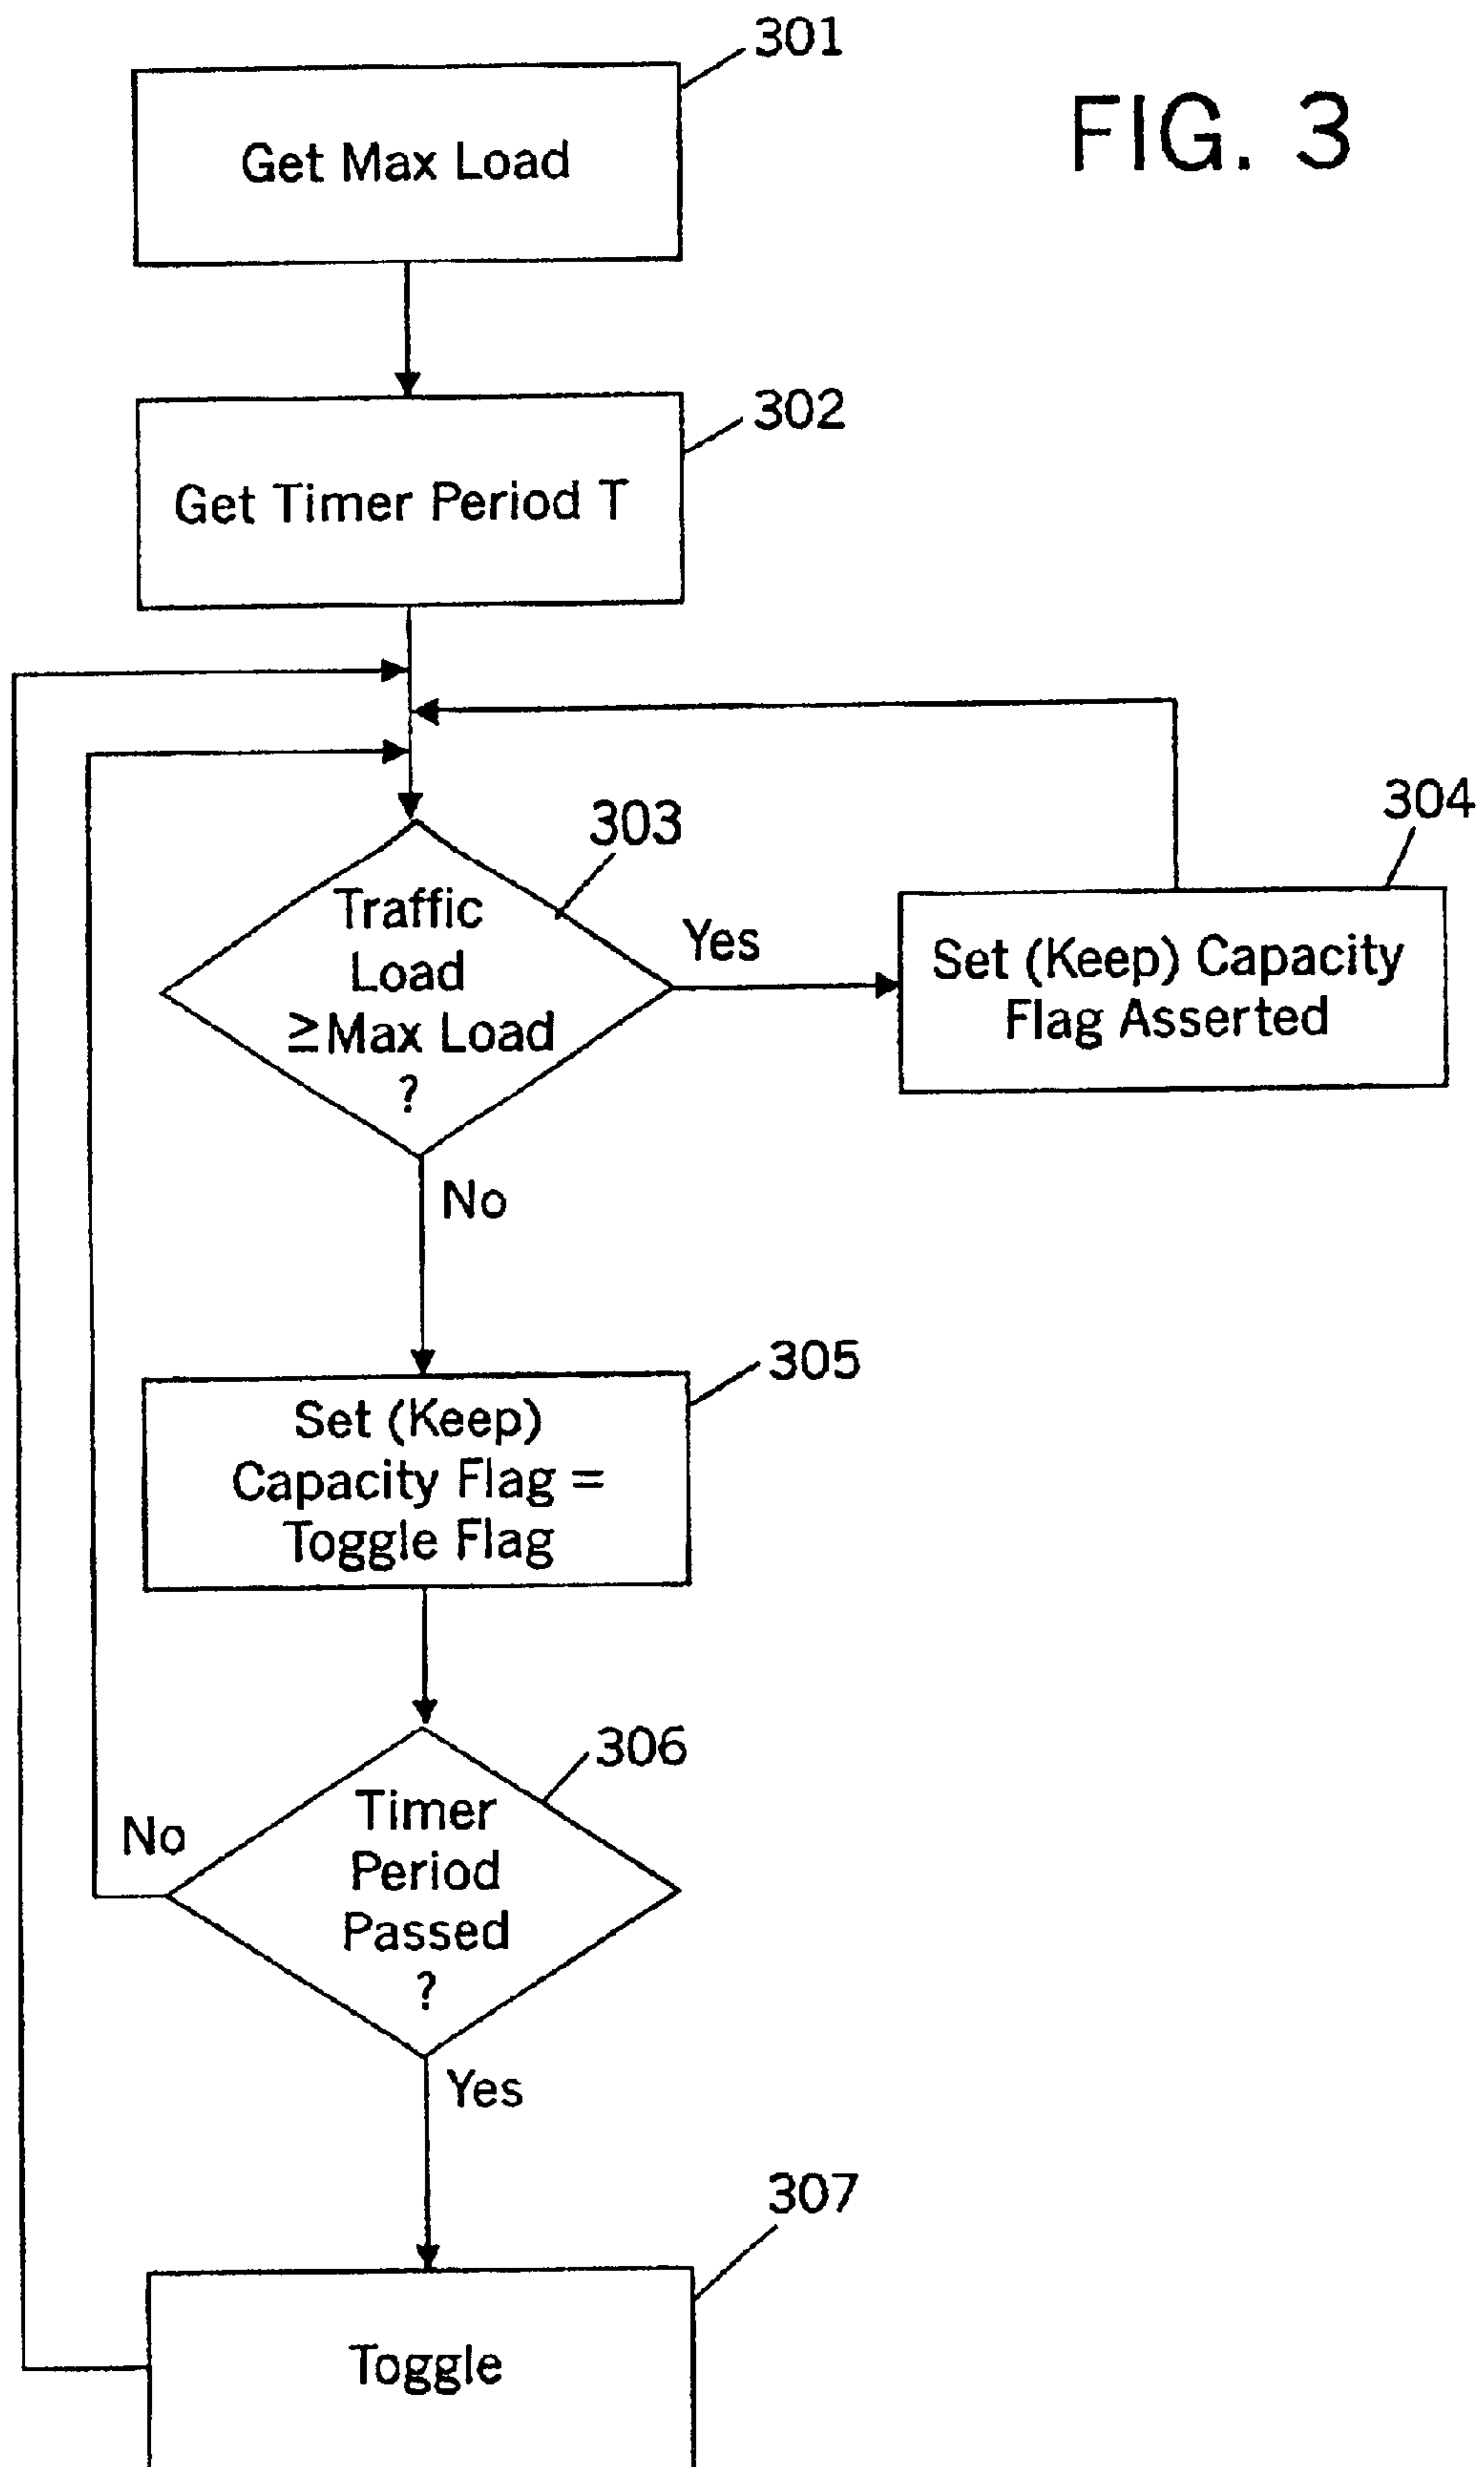 301
FIG. 3
Get Max Load
302
Get Timer Period T
303
304
Traffic
Load
≥Max Load
?
Yes
Set (Keep) Capacity
Flag Asserted
No
305
Set (Keep)
Capacity Flag =
Toggle Flag
306
Timer
Period
Passed
?
No
Yes
307
Toggle